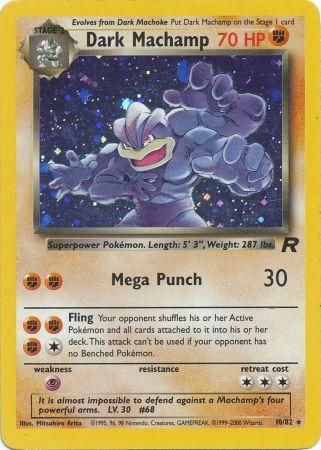 Evolves from Dark Machoke Put Dark Machamp on the Stage 1 card
STAGE 2
Dark Machamp 70 HP
Superpower Pokémon. Length: 5' 3", Weight: 287 lbs.
R
Mega Punch 30
Fling Your opponent shuffles his or her Active
Pokémon and all cards attached to it into his or her
deck. This attack can't be used if your opponent has
no Benched Pokémon.
weakness resistance retreat cost
It is almost impossible to defend against a Machamp's four
powerful arms. LV. 30 #68
Illus. Mitsuhiro Arita ©1995, 96, 98 Nintendo, Creatures, GAMEFREAK. ©1999-2000 Wizards. 10/82 ★